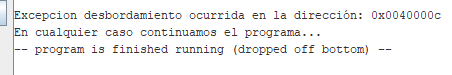 Excepcion desbordamiento ocurrida en la dirección: 0x0040000c
En cualquier caso continuamos el programa...
-- program is finished running (dropped off bottom) --